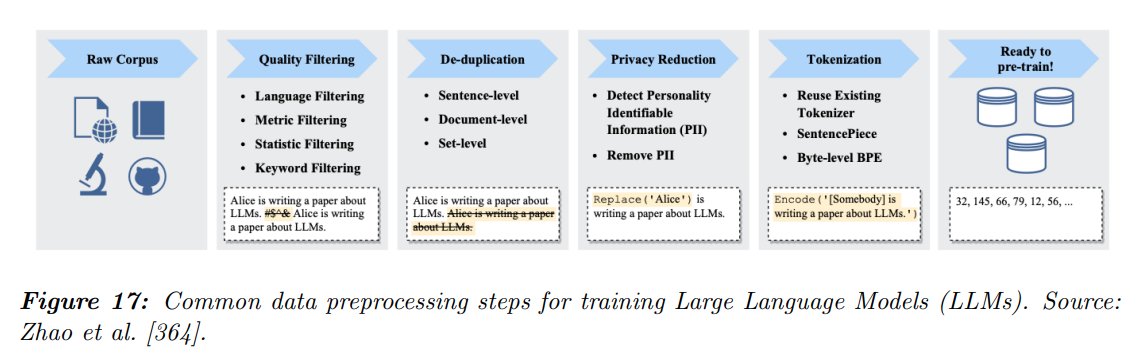 Raw Corpus
Quality Filtering
• Language Filtering
• Metric Filtering
• Statistic Filtering
• Keyword Filtering
Alice is writing a paper about
LLMs. #$^& Alice is writing
a paper about LLMs.
De-duplication
• Sentence-level
• Document-level
• Set-level
Alice is writing a paper about
LLMs. Alice is writing a paper
about LLMs.
Privacy Reduction
• Detect Personality
Identifiable
Information (PII)
• Remove PII
Replace('Alice') is
writing a paper about LLMs.
Tokenization
• Reuse Existing
Tokenizer
• SentencePiece
• Byte-level BPE
Encode('[Somebody] is
writing a paper about LLMs.')
Ready to
pre-train!
32, 145, 66, 79, 12, 56, ...
Figure 17: Common data preprocessing steps for training Large Language Models (LLMs). Source:
Zhao et al. [364].